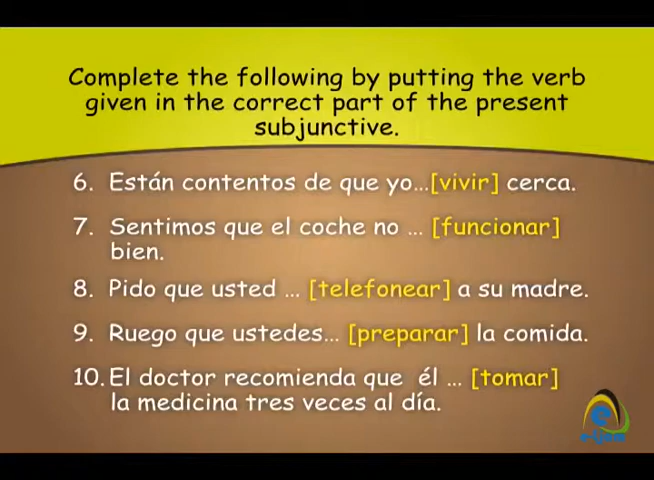 Complete the following by putting the verb
given in the correct part of the present
subjunctive.
6. Están contentos de que yo...[vivir] cerca.
7. Sentimos que el coche no ... [funcionar]
bien.
8. Pido que usted ... [telefonear] a su madre.
9. Ruego que ustedes... [preparar] la comida.
10. El doctor recomienda que él ... [tomar]
la medicina tres veces al día.